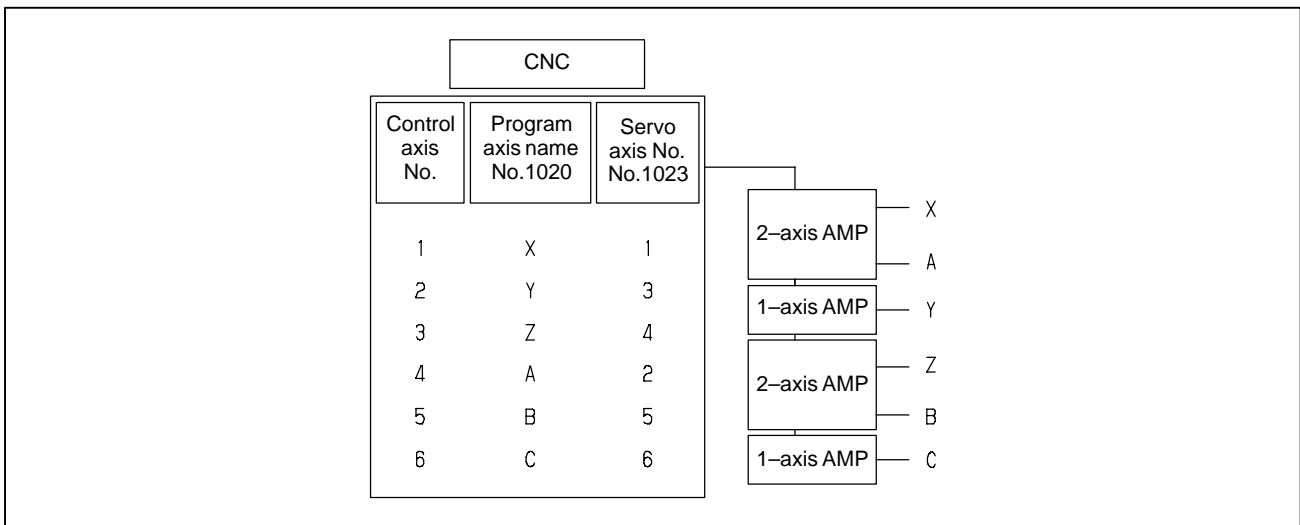 CNC
Control
axis
No.
Program
axis name
No.1020
Servo
axis No.
No.1023
1 X 1
2 Y 3
3 Z 4
4 A 2
5 B 5
6 C 6
2–axis AMP
X
A
1–axis AMP
Y
2–axis AMP
Z
B
1–axis AMP
C